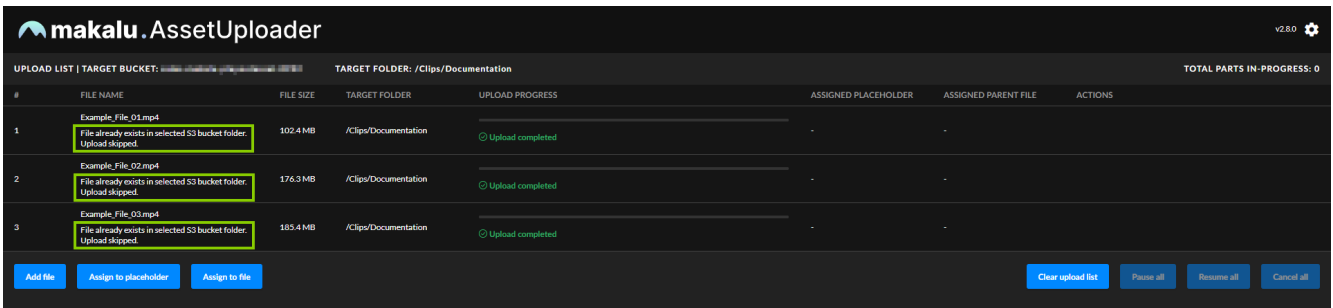 makalu.AssetUploader
v2.8.0
UPLOAD LIST | TARGET BUCKET:
TARGET FOLDER: /Clips/Documentation
TOTAL PARTS IN-PROGRESS: 0
# FILE NAME FILE SIZE TARGET FOLDER UPLOAD PROGRESS ASSIGNED PLACEHOLDER ASSIGNED PARENT FILE ACTIONS
Example_File_01.mp4
1 File already exists in selected S3 bucket folder. 102.4 MB /Clips/Documentation - -
Upload skipped. Upload completed
Example_File_02.mp4
2 File already exists in selected S3 bucket folder. 176.3 MB /Clips/Documentation - -
Upload skipped. Upload completed
Example_File_03.mp4
3 File already exists in selected S3 bucket folder. 185.4 MB /Clips/Documentation - -
Upload skipped. Upload completed
Add file Assign to placeholder Assign to file Clear upload list Pause all Resume all Cancel all